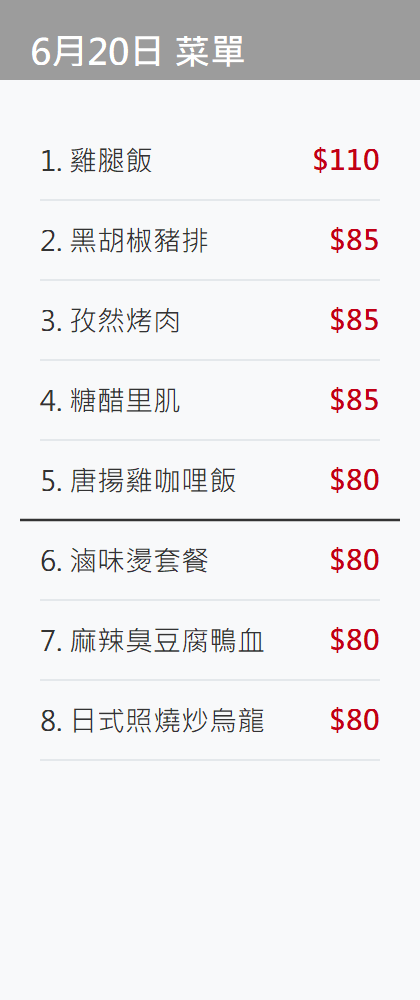 6月20日 菜單
1. 雞腿飯 $110
2. 黑胡椒豬排 $85
3. 孜然烤肉 $85
4. 糖醋里肌 $85
5. 唐揚雞咖哩飯 $80
6. 滷味燙套餐 $80
7. 麻辣臭豆腐鴨血 $80
8. 日式照燒炒烏龍 $80